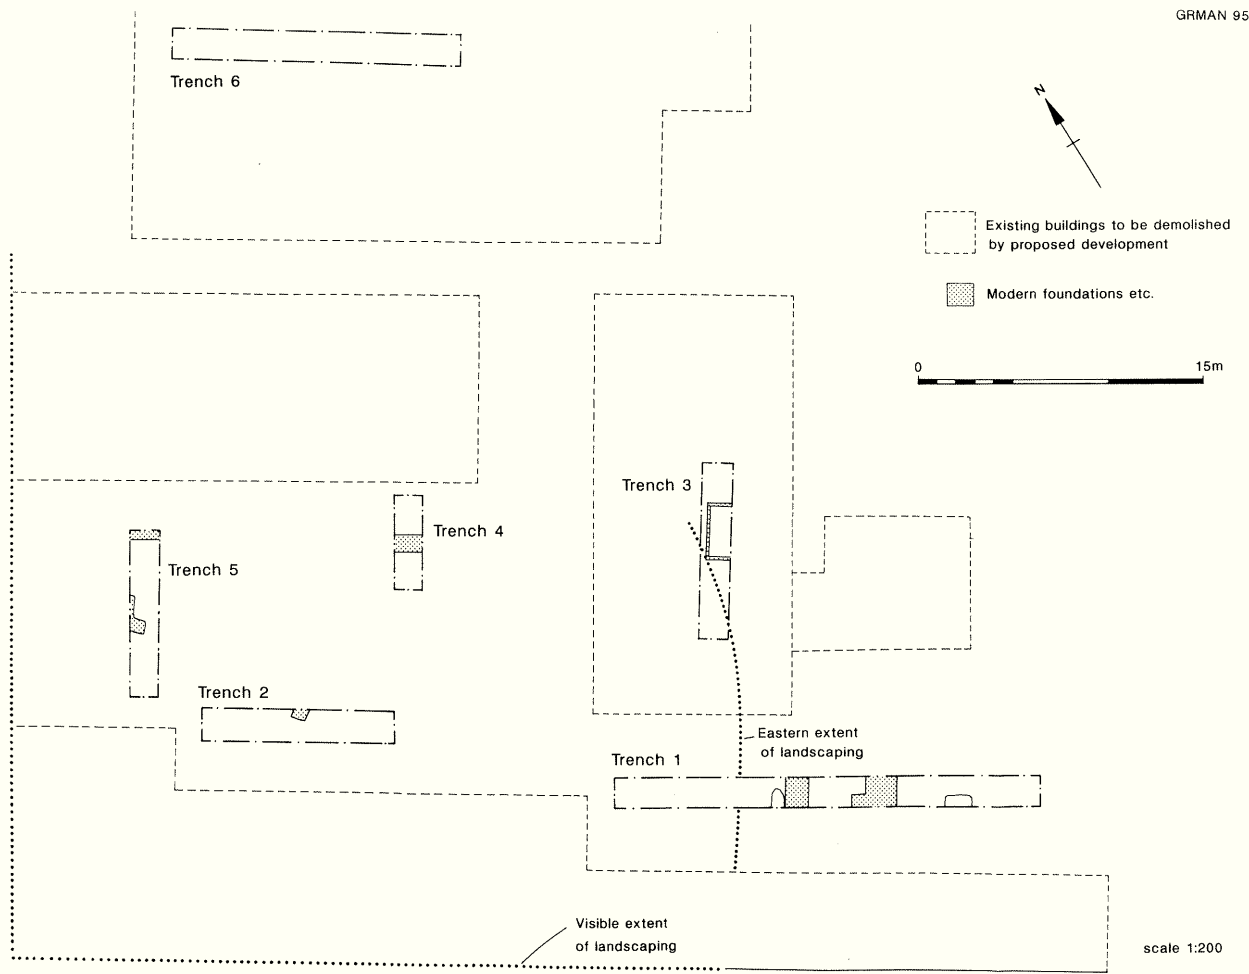 GRMAN 95
Trench 6
N
Existing buildings to be demolished
by proposed development
Modern foundations etc.
0 15m
Trench 3
Trench 4
Trench 5
Trench 2
Eastern extent
of landscaping
Trench 1
Visible extent
of landscaping
scale 1:200